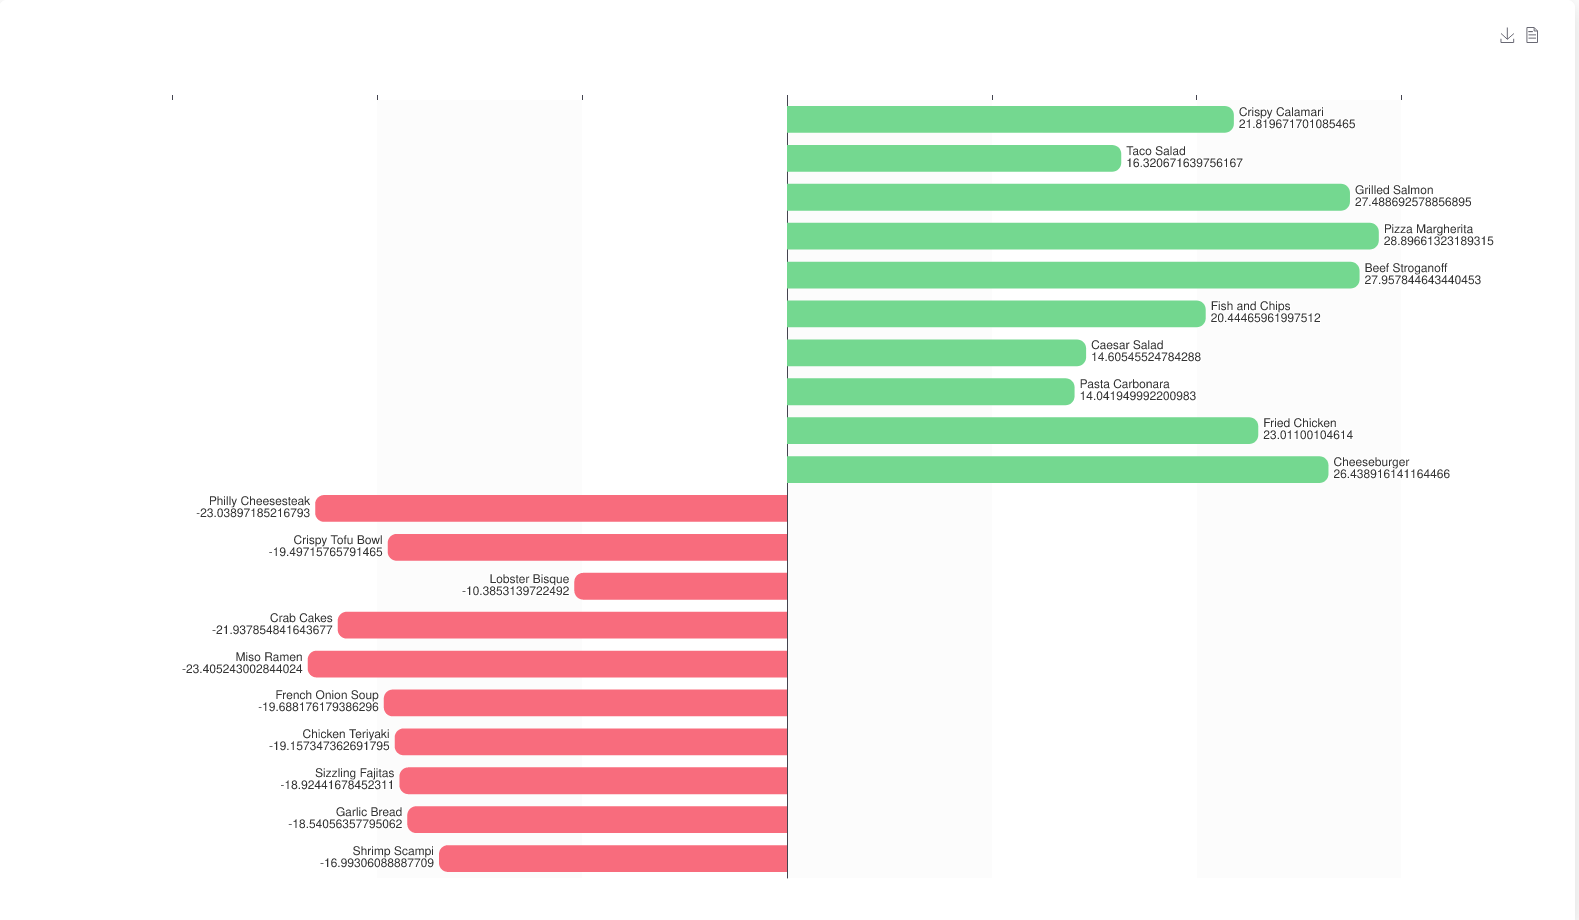 Crispy Calamari
21.819671701085465
Taco Salad
16.320671639756167
Grilled Salmon
27.488692578856895
Pizza Margherita
28.89661323189315
Beef Stroganoff
27.957844643440453
Fish and Chips
20.44465961997512
Caesar Salad
14.60545524784288
Pasta Carbonara
14.041949992200983
Fried Chicken
23.01100104614
Cheeseburger
26.438916141164466
Philly Cheesesteak
-23.03897185216793
Crispy Tofu Bowl
-19.49715765791465
Lobster Bisque
-10.3853139722492
Crab Cakes
-21.937854841643677
Miso Ramen
-23.405243002844024
French Onion Soup
-19.688176179386296
Chicken Teriyaki
-19.157347362691795
Sizzling Fajitas
-18.92441678452311
Garlic Bread
-18.54056357795062
Shrimp Scampi
-16.99306088887709